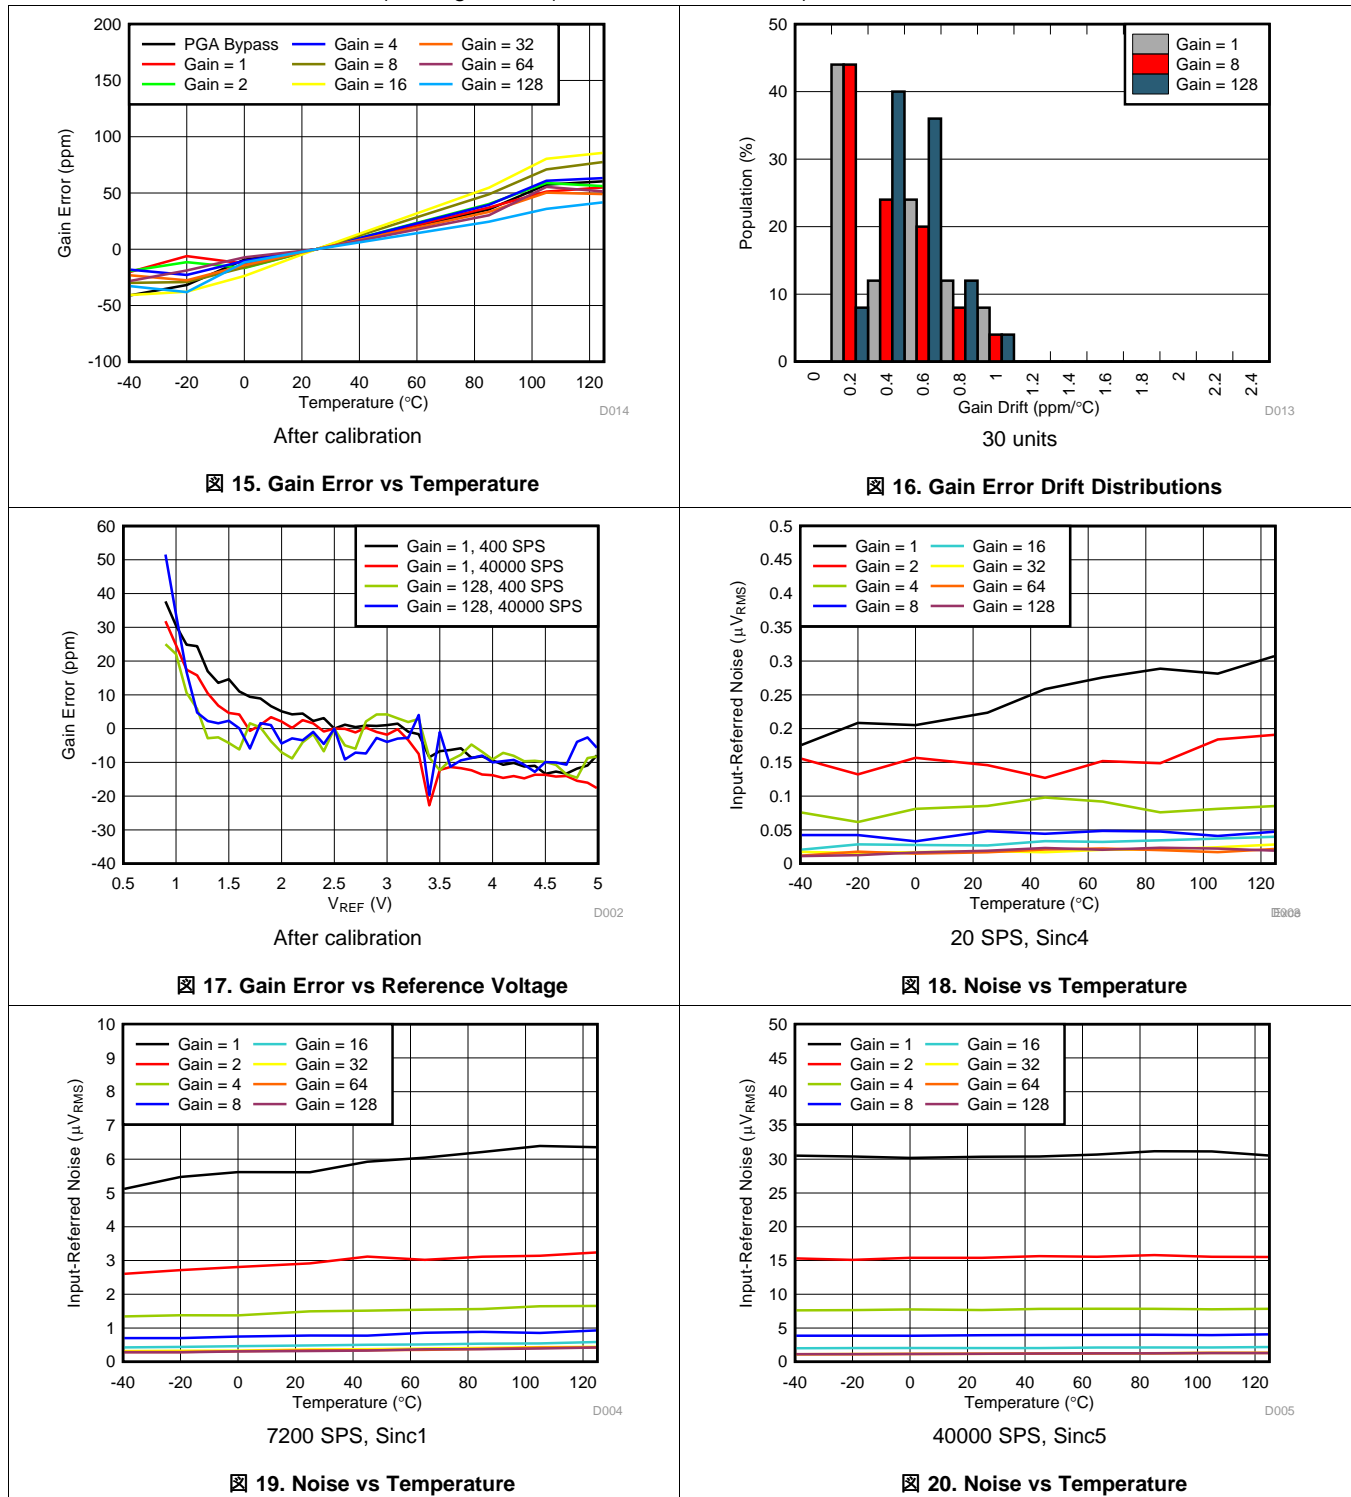 200
150
100
50
0
-50
-100
Gain Error (ppm)
PGA Bypass
Gain = 1
Gain = 2
Gain = 4
Gain = 8
Gain = 16
Gain = 32
Gain = 64
Gain = 128
-40 -20 0 20 40 60 80 100 120
Temperature (°C)
D014
After calibration
図 15. Gain Error vs Temperature
50
40
30
20
10
0
Population (%)
Gain = 1
Gain = 8
Gain = 128
0 0.2 0.4 0.6 0.8 1 1.2 1.4 1.6 1.8 2 2.2 2.4
Gain Drift (ppm/°C)
D013
30 units
図 16. Gain Error Drift Distributions
60
50
40
30
20
10
0
-10
-20
-30
-40
Gain Error (ppm)
Gain = 1, 400 SPS
Gain = 1, 40000 SPS
Gain = 128, 400 SPS
Gain = 128, 40000 SPS
0.5 1 1.5 2 2.5 3 3.5 4 4.5 5
VREF (V)
D002
After calibration
図 17. Gain Error vs Reference Voltage
0.5
0.45
0.4
0.35
0.3
0.25
0.2
0.15
0.1
0.05
0
Input-Referred Noise (μVRMS)
Gain = 1
Gain = 2
Gain = 4
Gain = 8
Gain = 16
Gain = 32
Gain = 64
Gain = 128
-40 -20 0 20 40 60 80 100 120
Temperature (°C)
20 SPS, Sinc4
図 18. Noise vs Temperature
10
9
8
7
6
5
4
3
2
1
0
Input-Referred Noise (μVRMS)
Gain = 1
Gain = 2
Gain = 4
Gain = 8
Gain = 16
Gain = 32
Gain = 64
Gain = 128
-40 -20 0 20 40 60 80 100 120
Temperature (°C)
D004
7200 SPS, Sinc1
図 19. Noise vs Temperature
50
45
40
35
30
25
20
15
10
5
0
Input-Referred Noise (μVRMS)
Gain = 1
Gain = 2
Gain = 4
Gain = 8
Gain = 16
Gain = 32
Gain = 64
Gain = 128
-40 -20 0 20 40 60 80 100 120
Temperature (°C)
D005
40000 SPS, Sinc5
図 20. Noise vs Temperature